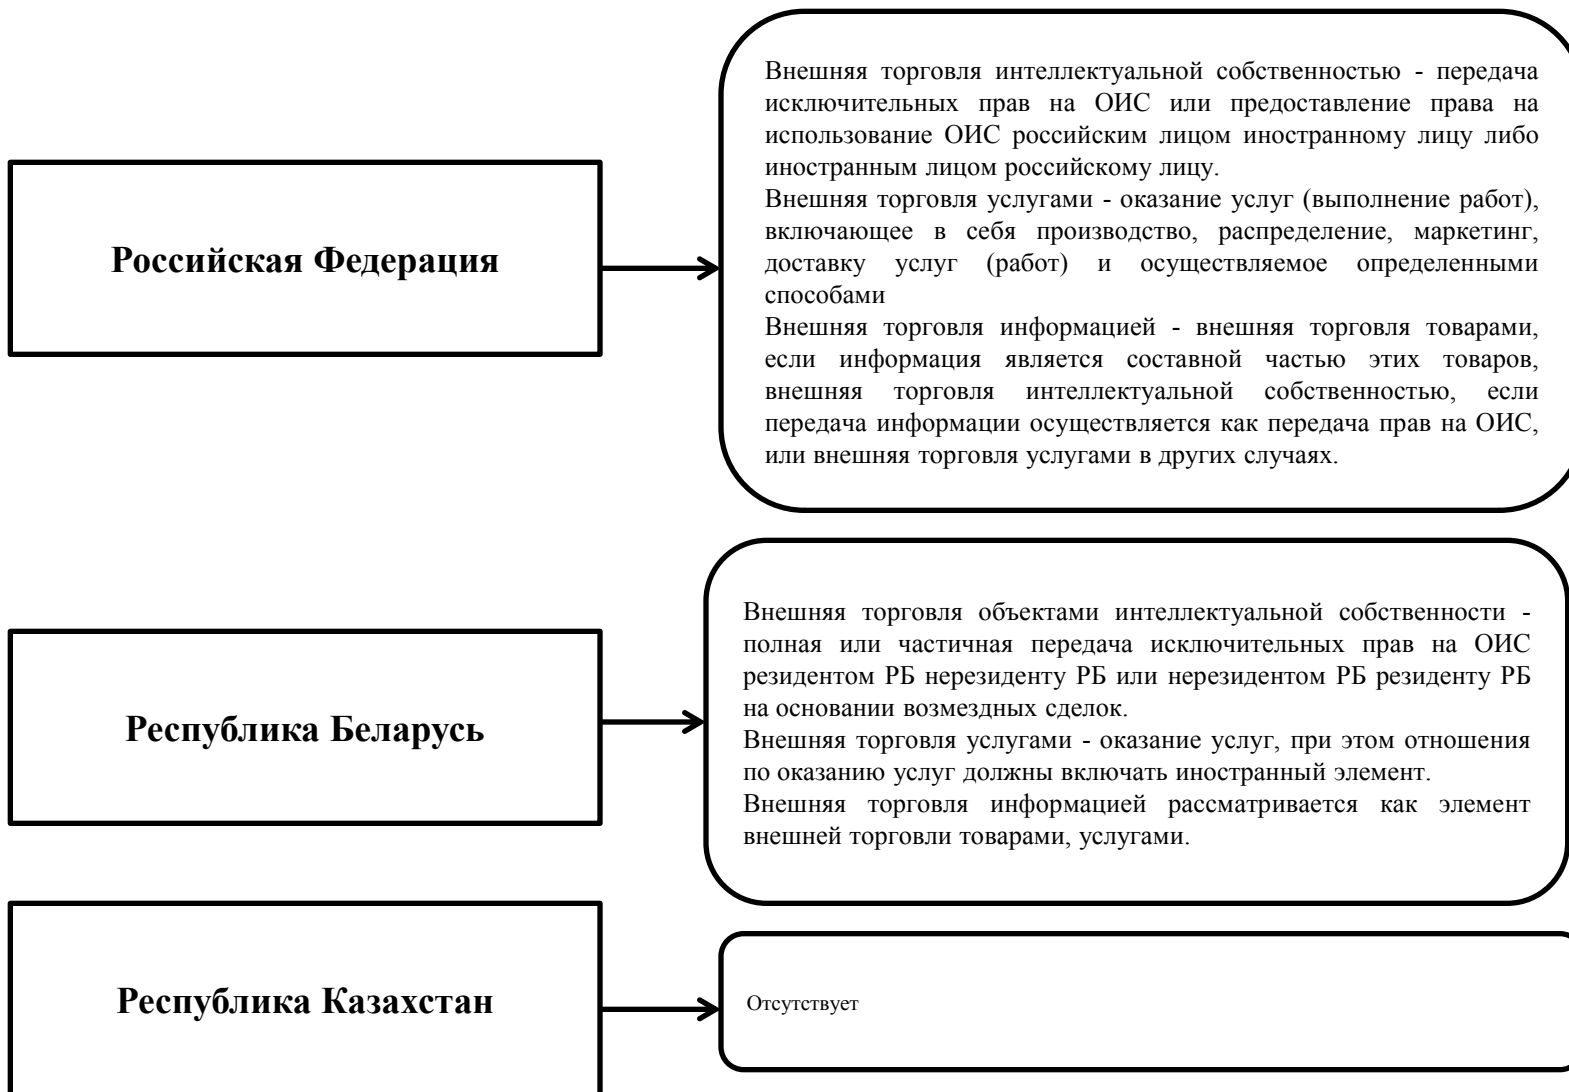 Внешняя торговля интеллектуальной собственностью - передача
исключительных прав на ОИС или предоставление права на
использование ОИС российским лицом иностранному лицу либо
иностранным лицом российскому лицу.
Внешняя торговля услугами - оказание услуг (выполнение работ),
включающее в себя производство, распределение, маркетинг,
доставку услуг (работ) и осуществляемое определенными
способами
Внешняя торговля информацией - внешняя торговля товарами,
если информация является составной частью этих товаров,
внешняя торговля интеллектуальной собственностью, если
передача информации осуществляется как передача прав на ОИС,
или внешняя торговля услугами в других случаях.
Российская Федерация
Внешняя торговля объектами интеллектуальной собственности -
полная или частичная передача исключительных прав на ОИС
резидентом РБ нерезиденту РБ или нерезидентом РБ резиденту РБ
на основании возмездных сделок.
Внешняя торговля услугами - оказание услуг, при этом отношения
по оказанию услуг должны включать иностранный элемент.
Внешняя торговля информацией рассматривается как элемент
внешней торговли товарами, услугами.
Республика Беларусь
Республика Казахстан
Отсутствует